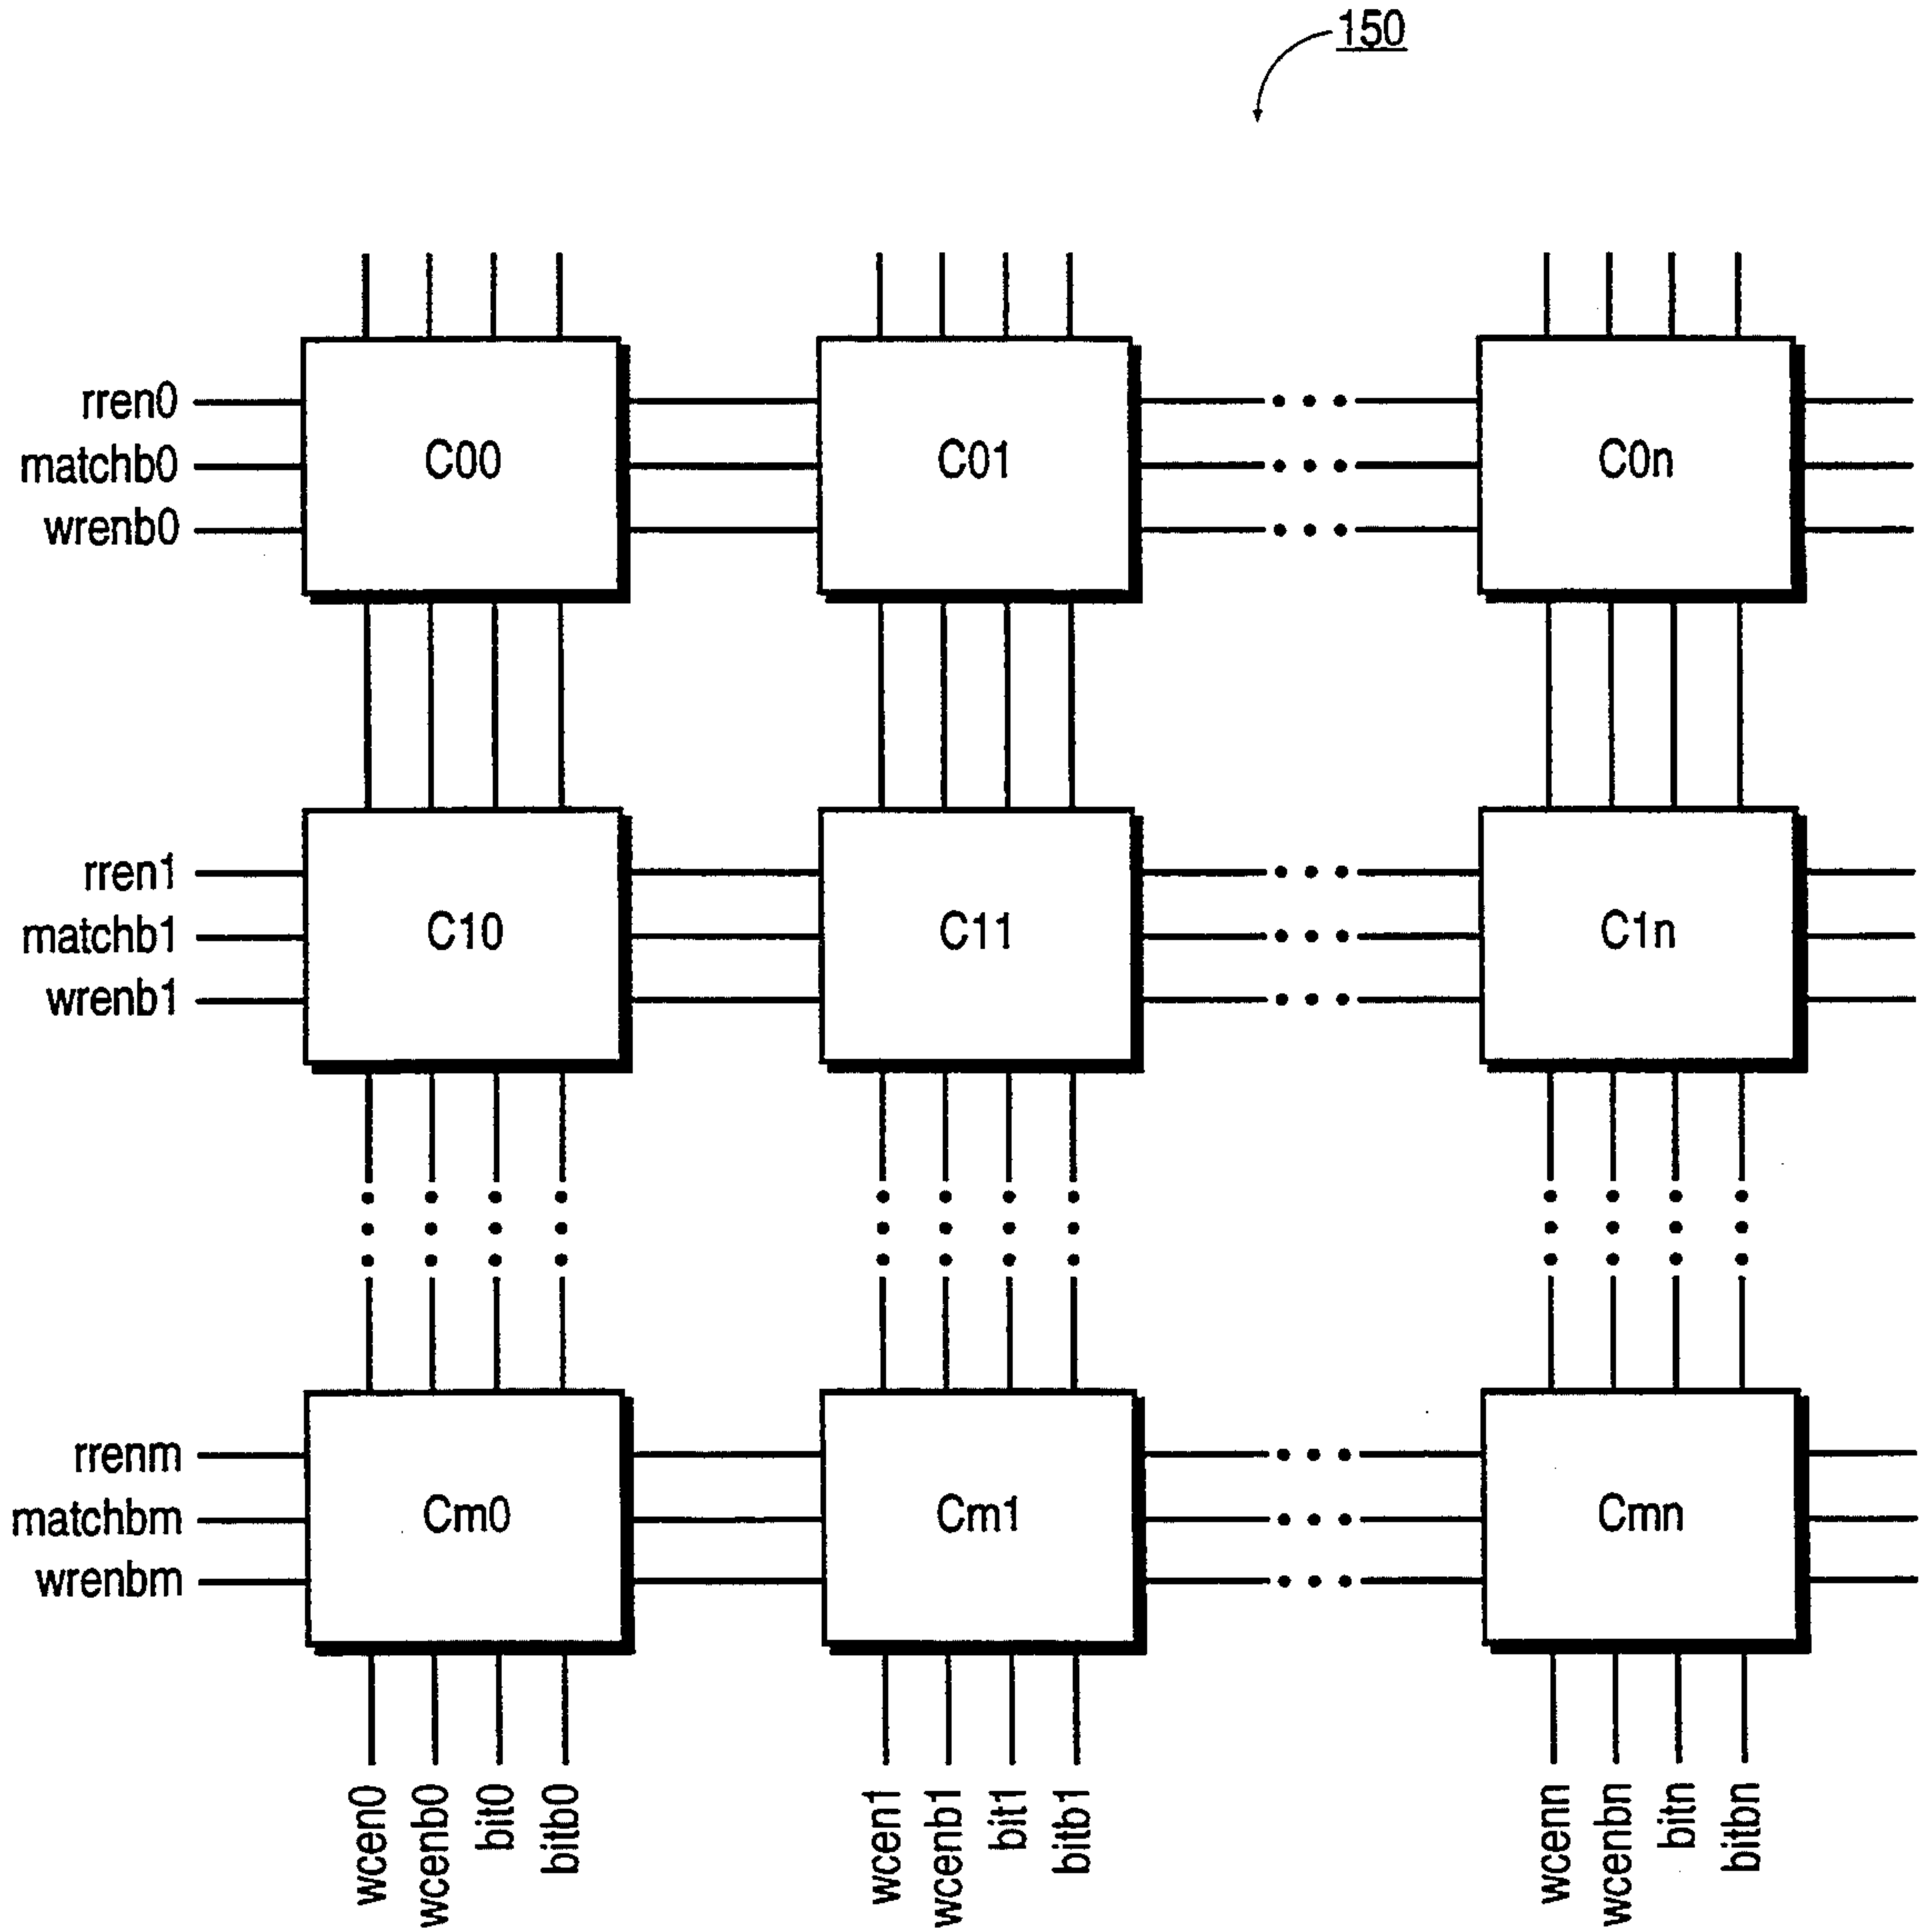 150
rren0
matchb0
wrenb0
C00
C01
C0n
rren1
matchb1
wrenb1
C10
C11
C1n
rrenm
matchbm
wrenbm
Cm0
Cm1
Cmn
wcen0
wcenb0
bit0
bitb0
wcen1
wcenb1
bit1
bitb1
wcenn
wcenbn
bitn
bitbn